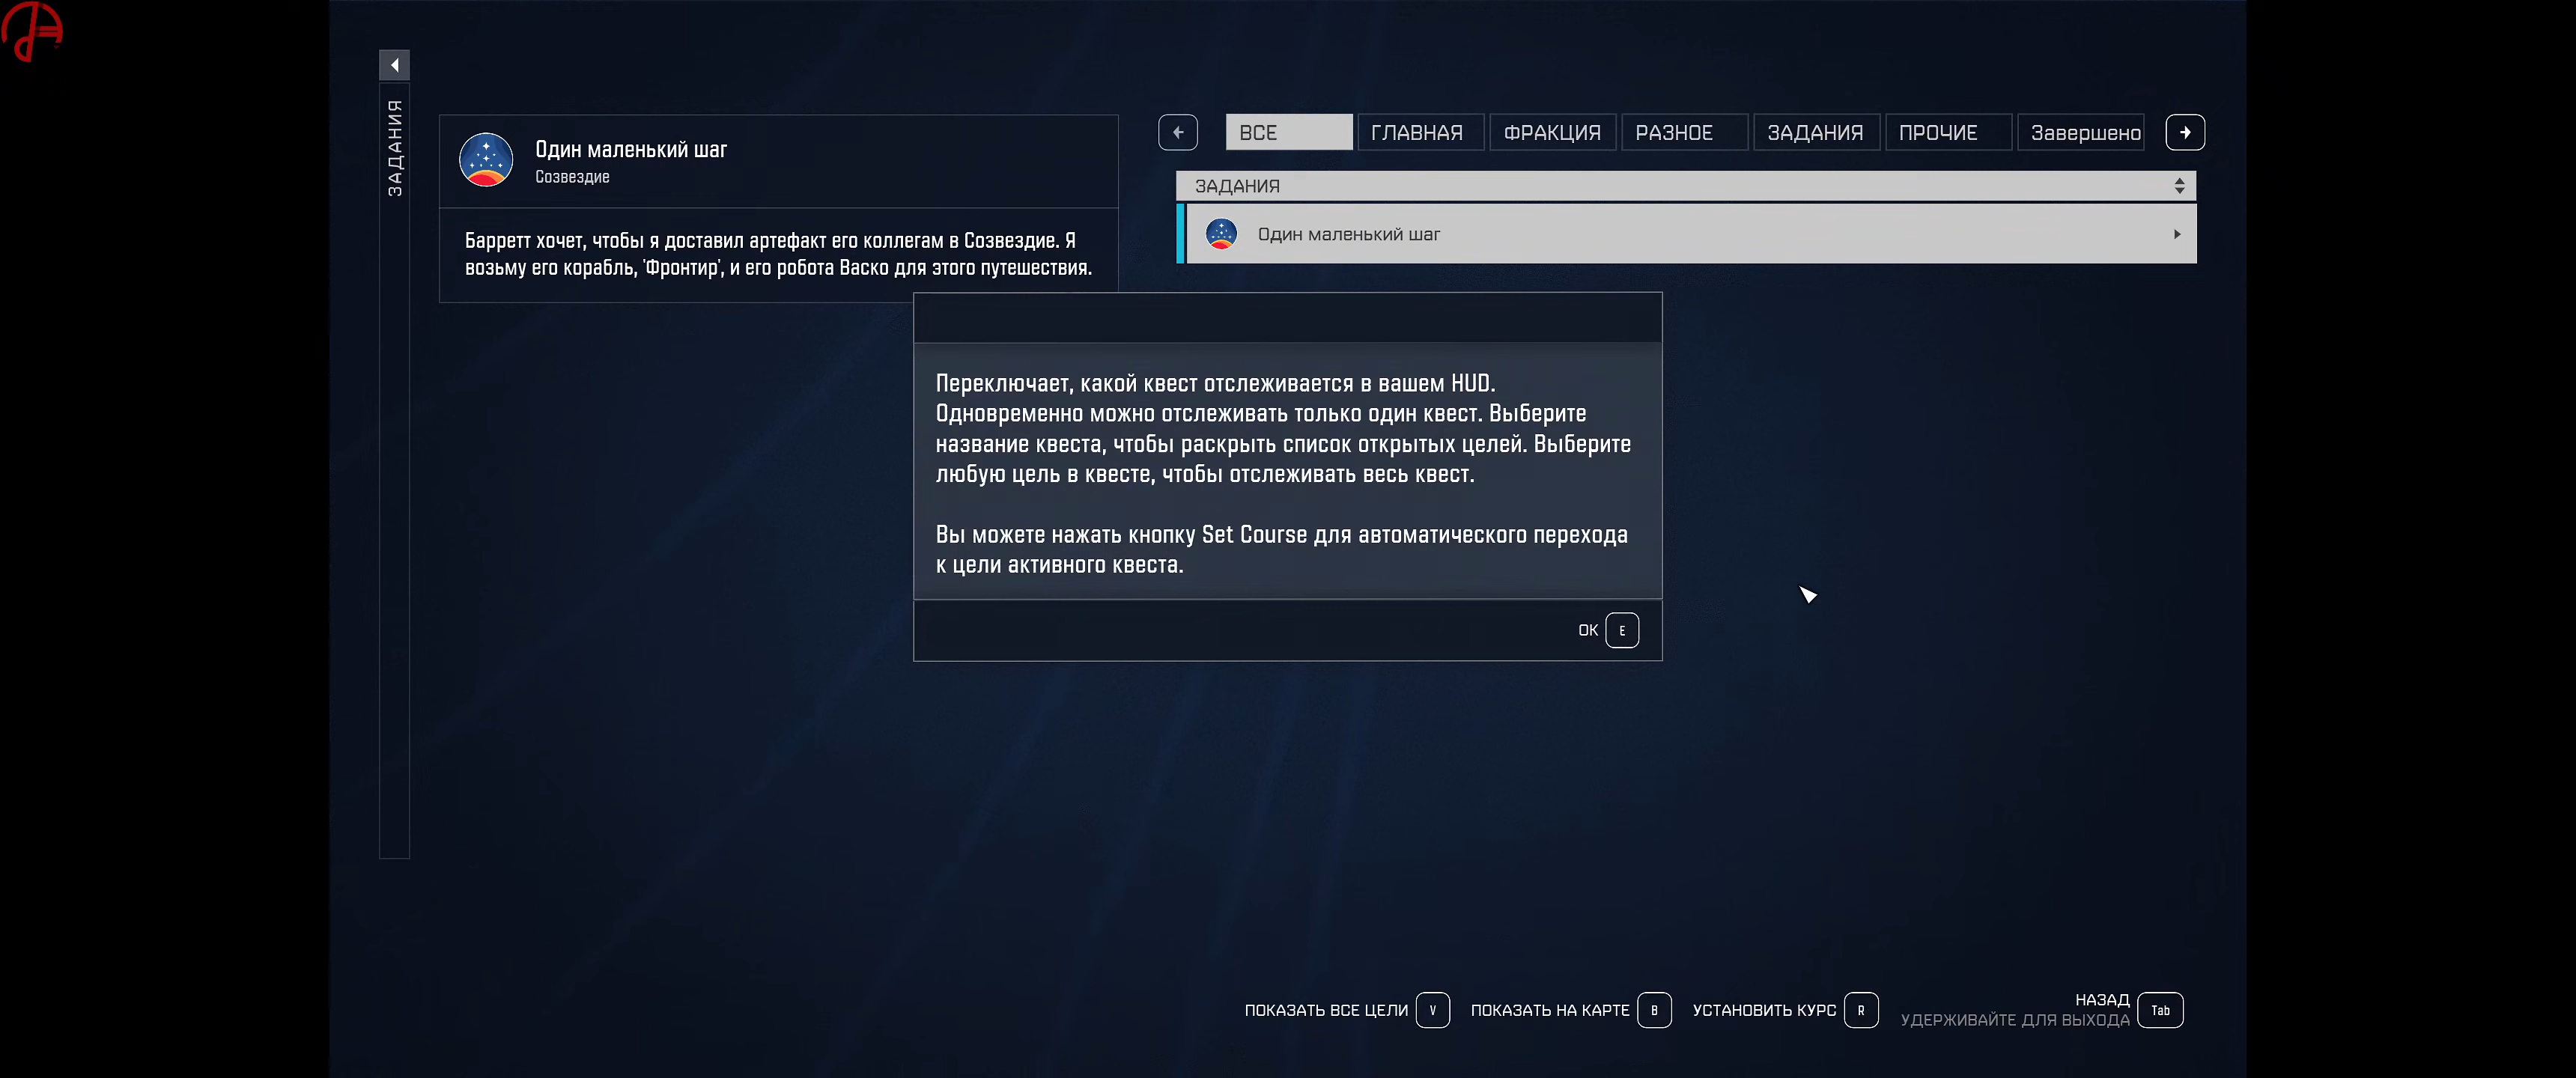 ЗАДАНИЯ
Один маленький шаг
Созвездие
Барретт хочет, чтобы я доставил артефакт его коллегам в Созвездие. Я
возьму его корабль, 'Фронтир', и его робота Васко для этого путешествия.
ВСЕ
ГЛАВНАЯ
ФРАКЦИЯ
РАЗНОЕ
ЗАДАНИЯ
ПРОЧИЕ
Завершено
ЗАДАНИЯ
Один маленький шаг
Переключает, какой квест отслеживается в вашем HUD.
Одновременно можно отслеживать только один квест. Выберите
название квеста, чтобы раскрыть список открытых целей. Выберите
любую цель в квесте, чтобы отслеживать весь квест.
Вы можете нажать кнопку Set Course для автоматического перехода
к цели активного квеста.
OK E
ПОКАЗАТЬ ВСЕ ЦЕЛИ V
ПОКАЗАТЬ НА КАРТЕ B
УСТАНОВИТЬ КУРС R
НАЗАД
УДЕРЖИВАЙТЕ ДЛЯ ВЫХОДА Tab